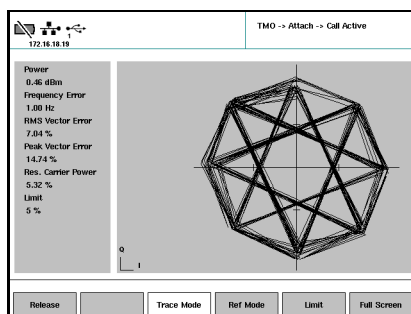 1
172.16.18.19
TMO -> Attach -> Call Active
Power
0.46 dBm
Frequency Error
1.00 Hz
RMS Vector Error
7.04 %
Peak Vector Error
14.74 %
Res. Carrier Power
5.32 %
Limit
5 %
Q
I
Release
Trace Mode
Ref Mode
Limit
Full Screen